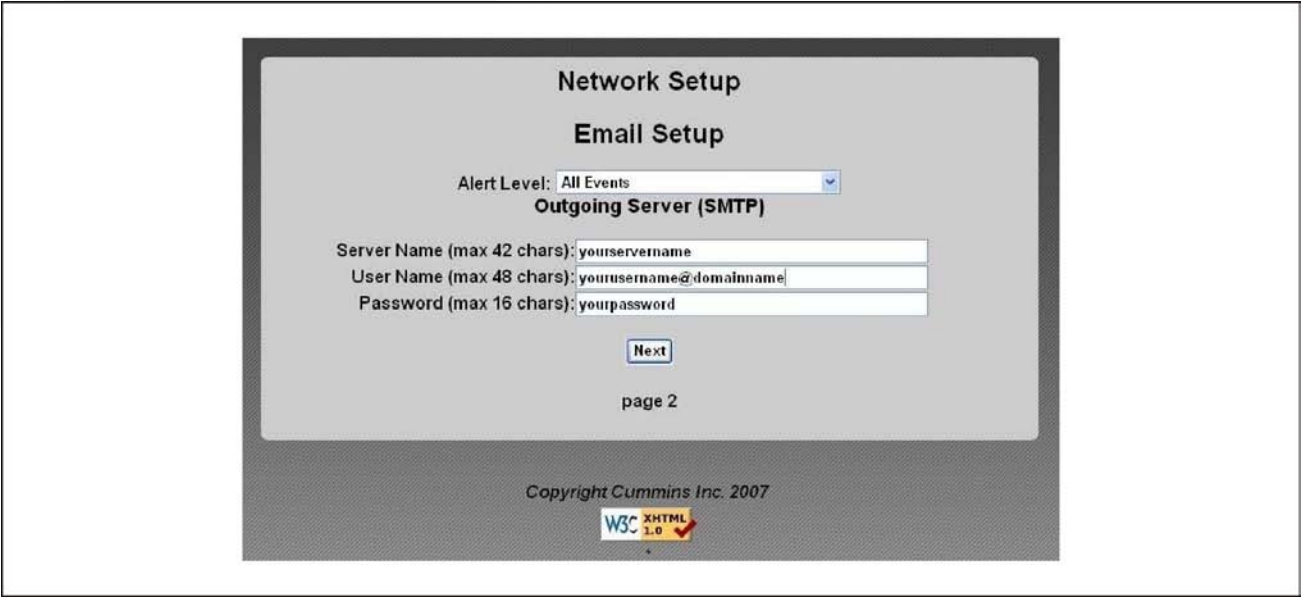 Network Setup
Email Setup
Alert Level: All Events
Outgoing Server (SMTP)
Server Name (max 42 chars): yourservername
User Name (max 48 chars): yourusername@domainname
Password (max 16 chars): yourpassword
Next
page 2
Copyright Cummins Inc. 2007
W3C XHTML 1.0